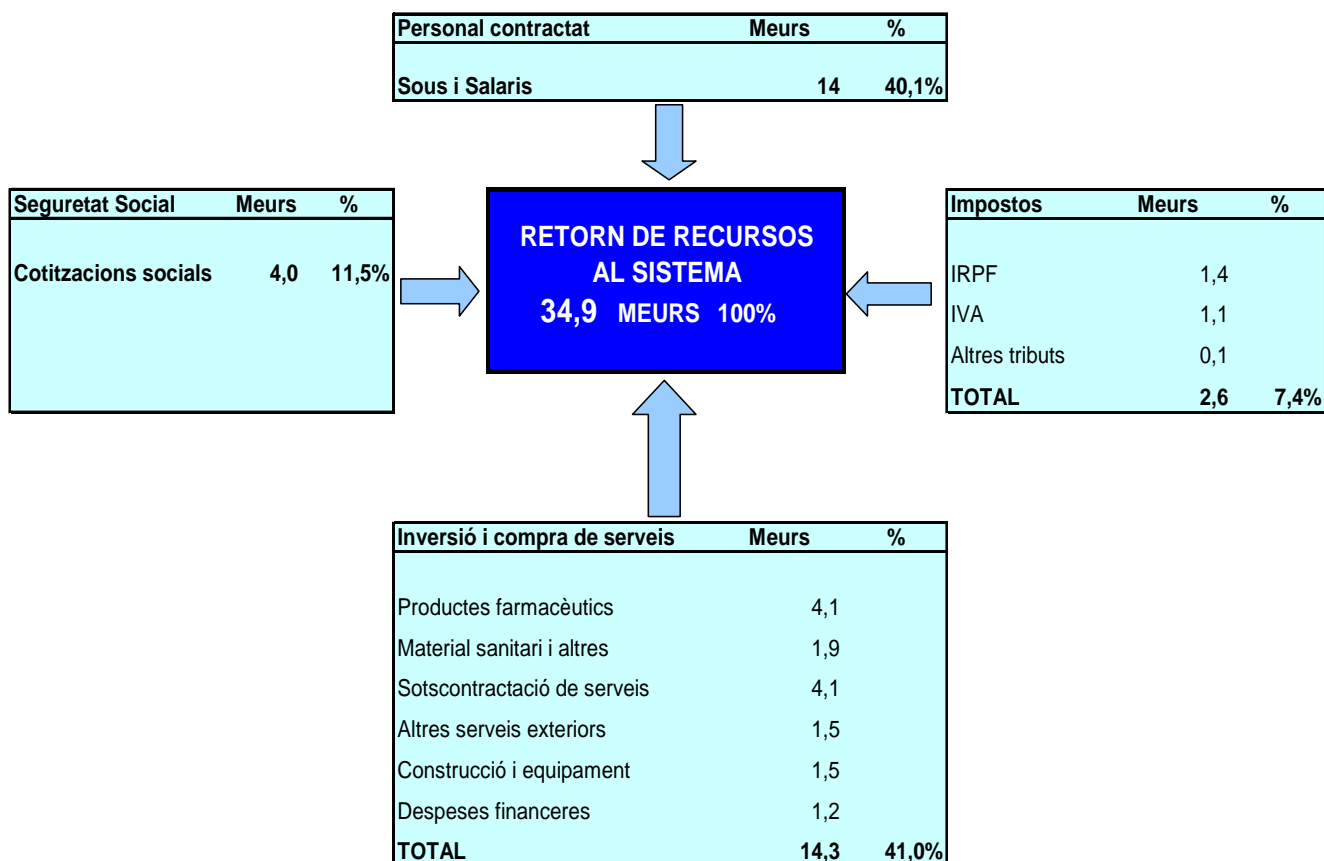 Personal contractat Meurs %
Sous i Salaris 14 40,1%
Seguretat Social Meurs %
Cotitzacions socials 4,0 11,5%
RETORN DE RECURSOS
AL SISTEMA
34,9 MEURS 100%
Impostos Meurs %
IRPF 1,4
IVA 1,1
Altres tributs 0,1
TOTAL 2,6 7,4%
Inversió i compra de serveis Meurs %
Productes farmacèutics 4,1
Material sanitari i altres 1,9
Sotscontractació de serveis 4,1
Altres serveis exteriors 1,5
Construcció i equipament 1,5
Despeses financeres 1,2
TOTAL 14,3 41,0%